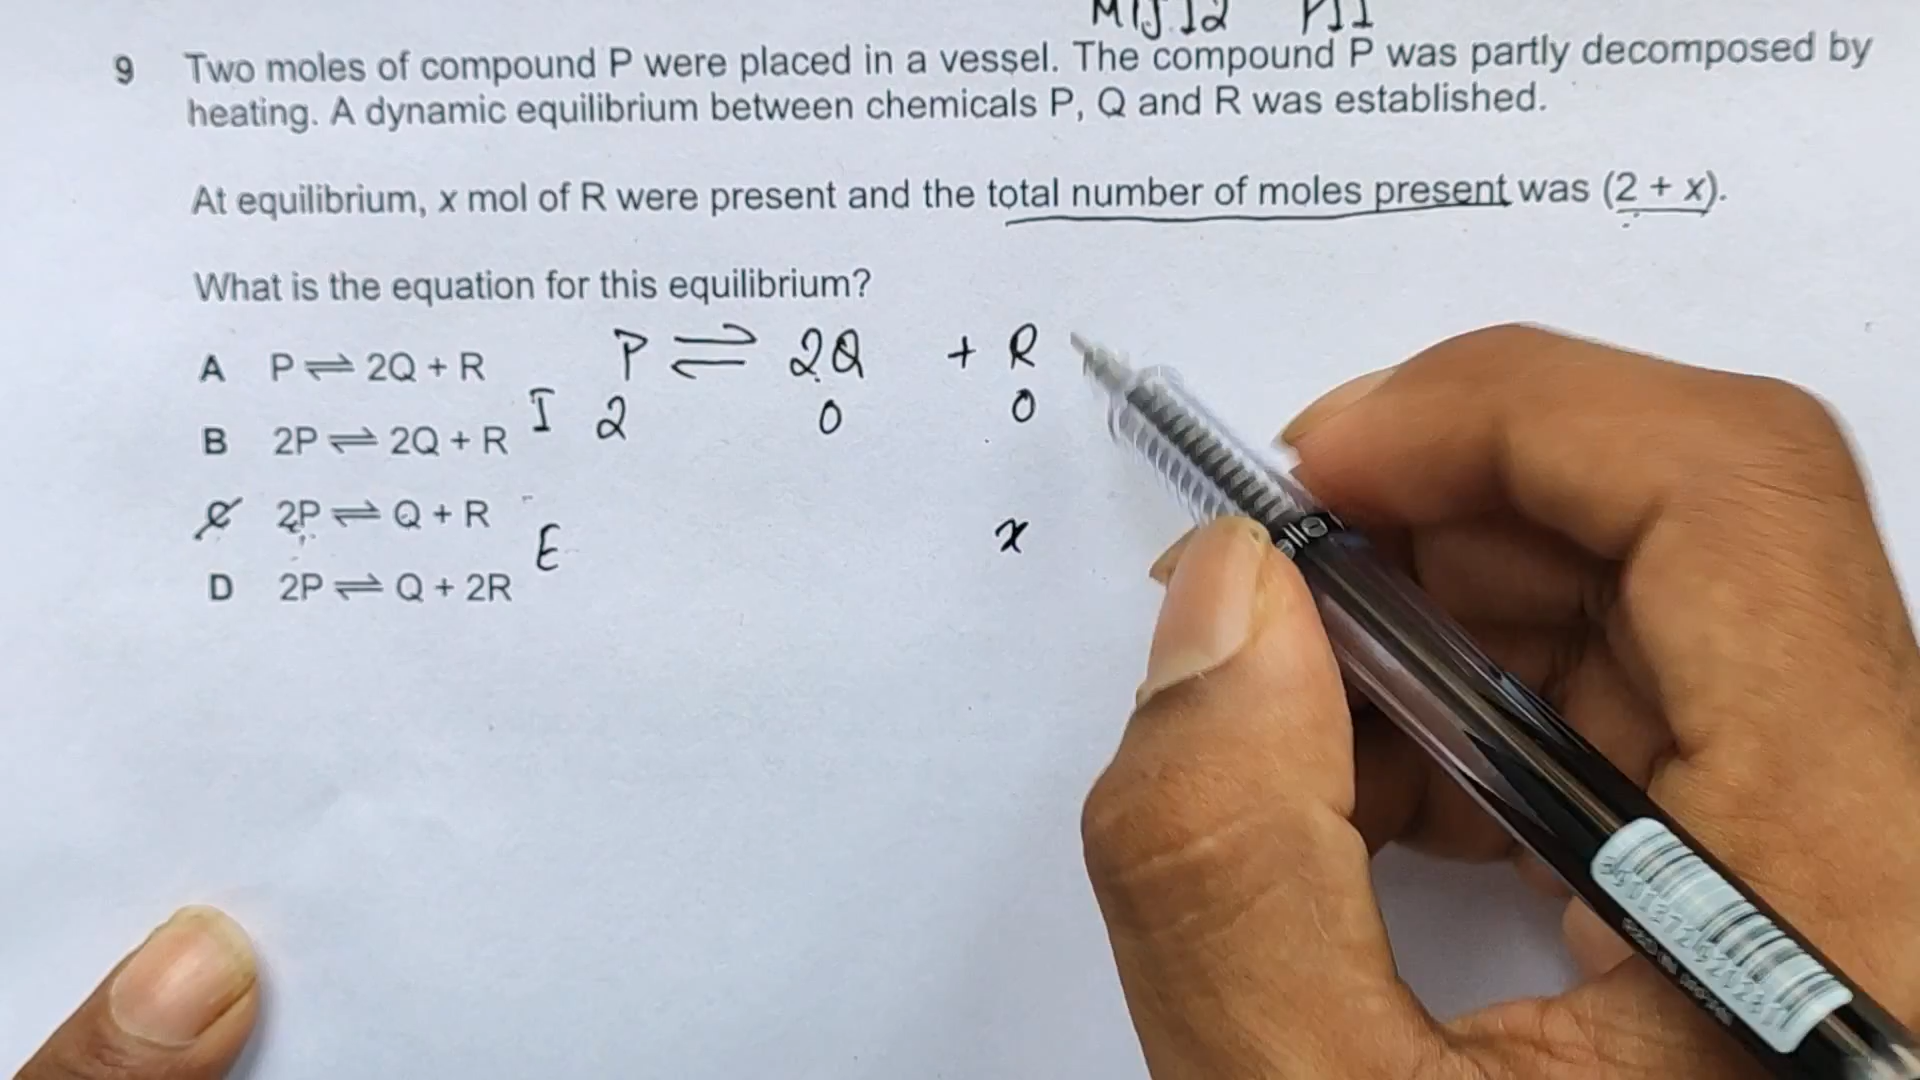 9 Two moles of compound P were placed in a vessel. The compound P was partly decomposed by
heating. A dynamic equilibrium between chemicals P, Q and R was established.
At equilibrium, x mol of R were present and the total number of moles present was (2 + x).
What is the equation for this equilibrium?
A P ⇌ 2Q + R
B 2P ⇌ 2Q + R
C 2P ⇌ Q + R
D 2P ⇌ Q + 2R
P ⇌ 2Q + R
I 2 0 0
E x